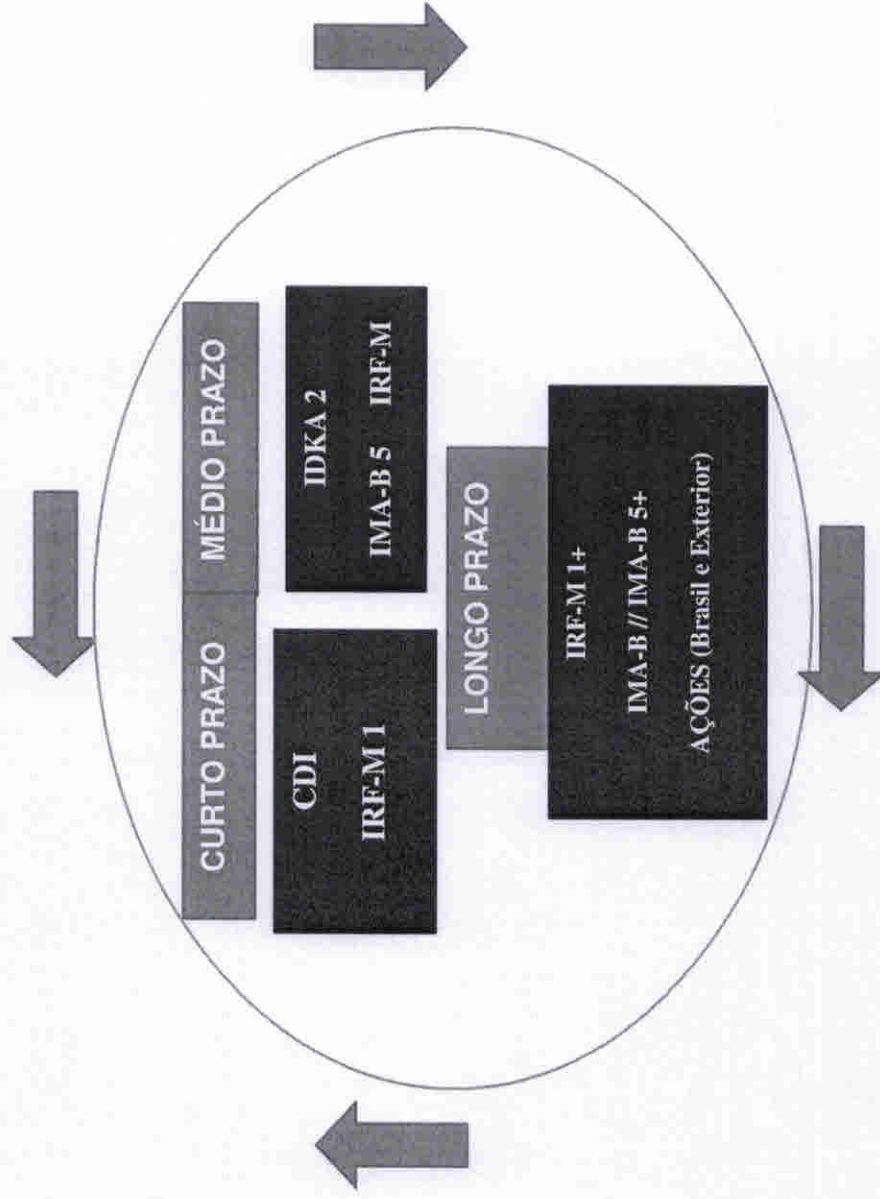 CURTO PRAZO
MÉDIO PRAZO
CDI
IRF-M 1
IDKA 2
IMA-B 5 IRF-M
LONGO PRAZO
IRF-M 1+
IMA-B // IMA-B 5+
AÇÕES (Brasil e Exterior)